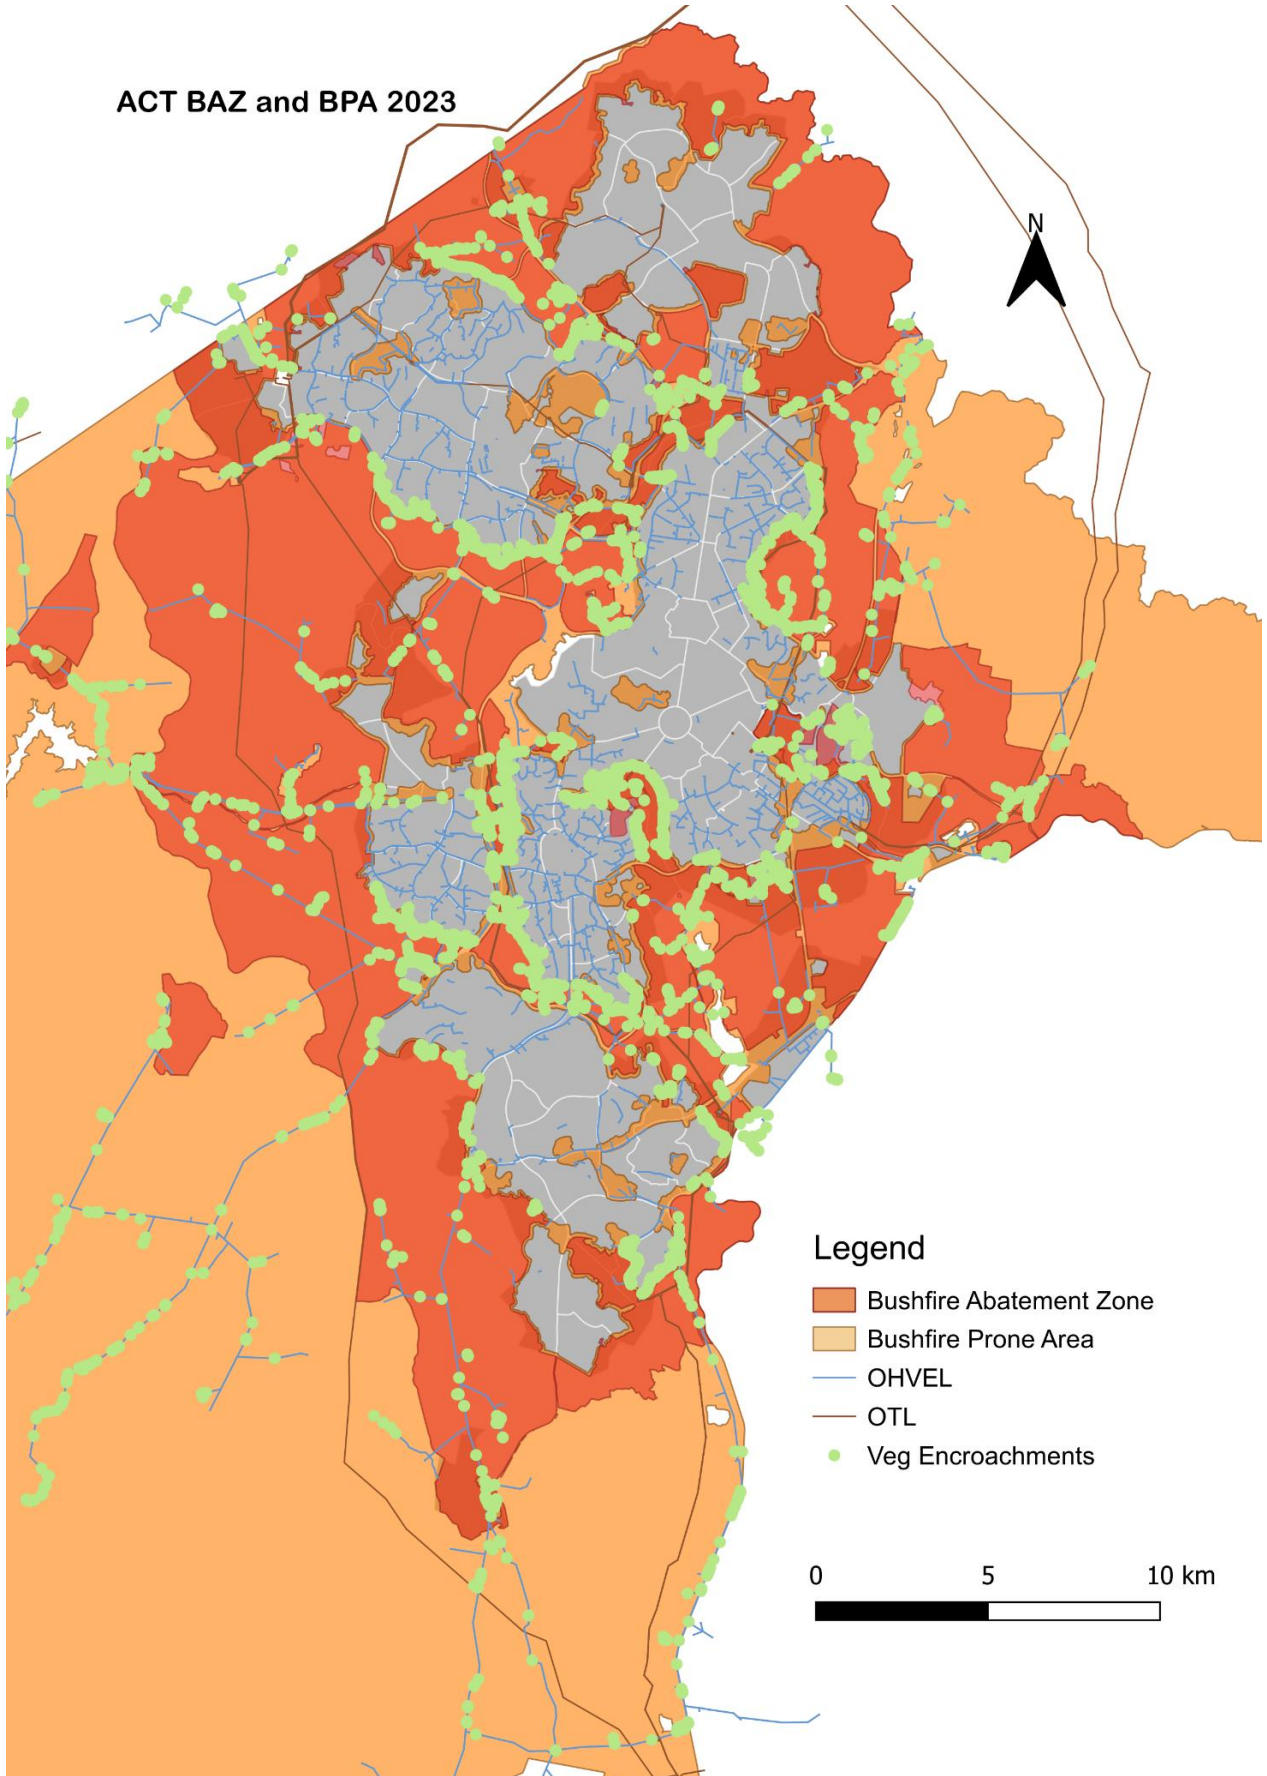 ACT BAZ and BPA 2023
N
Legend
Bushfire Abatement Zone
Bushfire Prone Area
OHVEL
OTL
Veg Encroachments
0 5 10 km